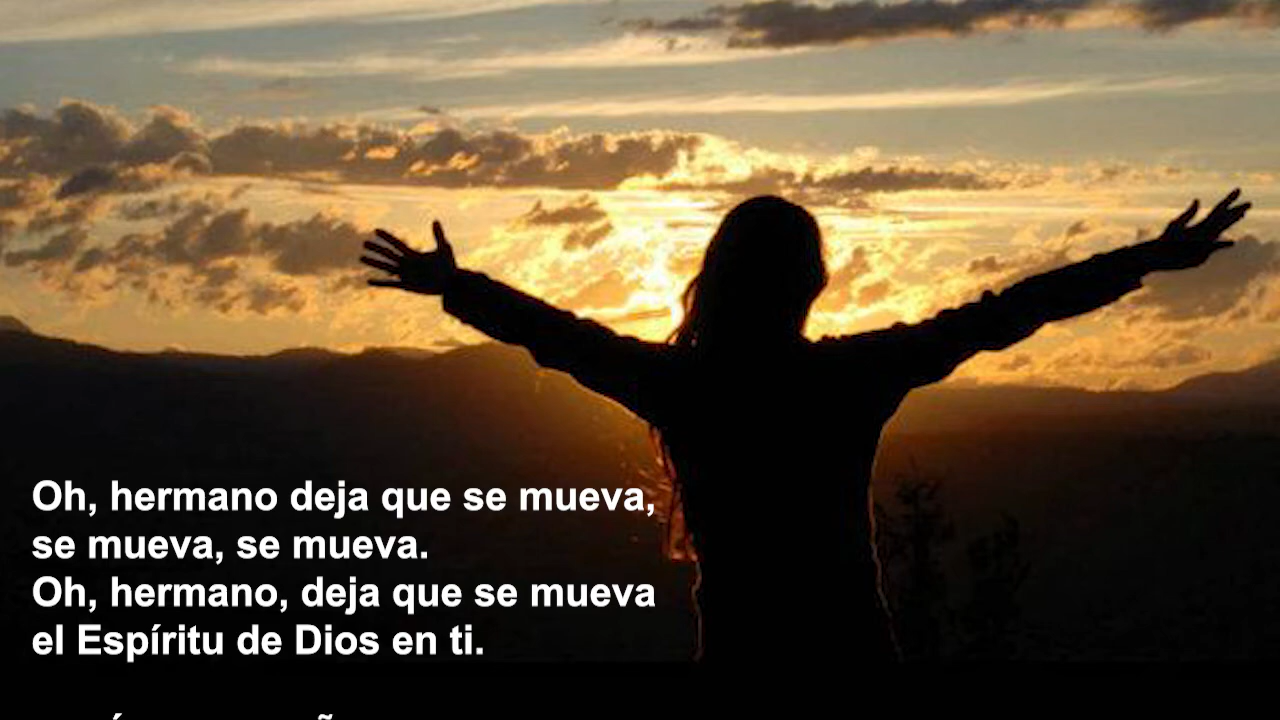 Oh, hermano deja que se mueva,
se mueva, se mueva.
Oh, hermano, deja que se mueva
el Espíritu de Dios en ti.